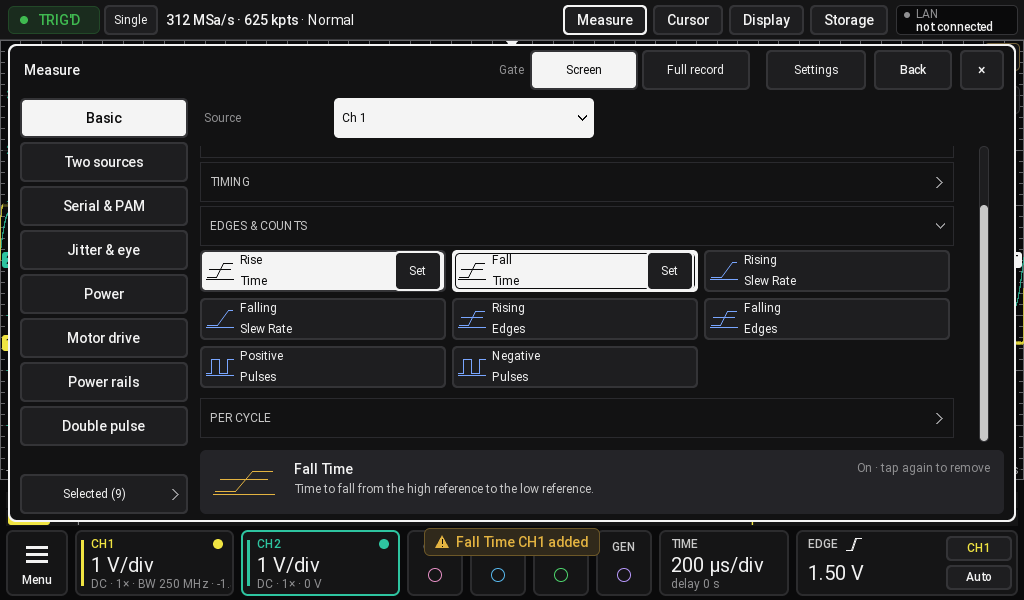 TRIG'D
Single
312 MSa/s · 625 kpts · Normal
Measure
Cursor
Display
Storage
LAN
not connected
Measure
Gate
Screen
Full record
Settings
Back
×
Basic
Source
Ch 1
Two sources
Serial & PAM
Jitter & eye
Power
Motor drive
Power rails
Double pulse
Selected (9)
TIMING
EDGES & COUNTS
Rise
Time
Set
Fall
Time
Set
Rising
Slew Rate
Falling
Slew Rate
Rising
Edges
Falling
Edges
Positive
Pulses
Negative
Pulses
PER CYCLE
Fall Time
On · tap again to remove
Time to fall from the high reference to the low reference.
Menu
CH1
1 V/div
DC · 1× · BW 250 MHz · -1.
CH2
1 V/div
DC · 1× · 0 V
Fall Time CH1 added
GEN
TIME
200 µs/div
delay 0 s
EDGE
1.50 V
CH1
Auto